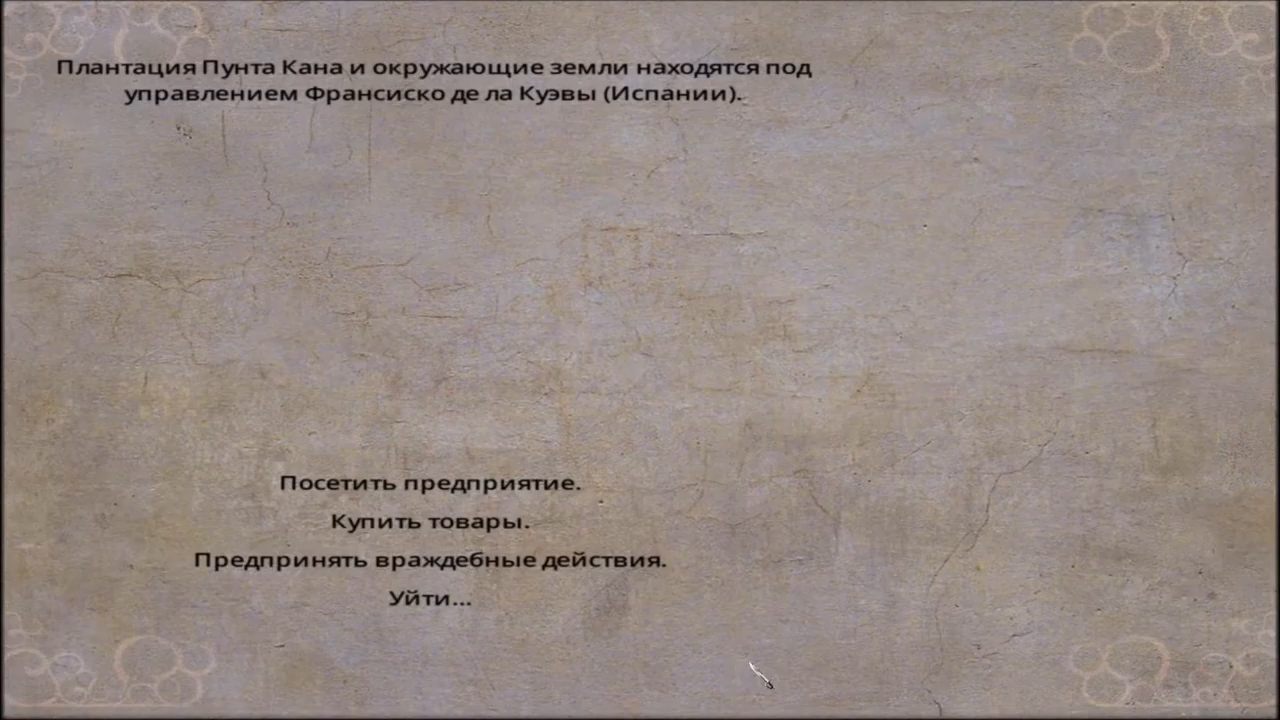 Плантация Пунта Кана и окружающие земли находятся под
управлением Франсиско де ла Куэвы (Испании).
Посетить предприятие.
Купить товары.
Предпринять враждебные действия.
Уйти...